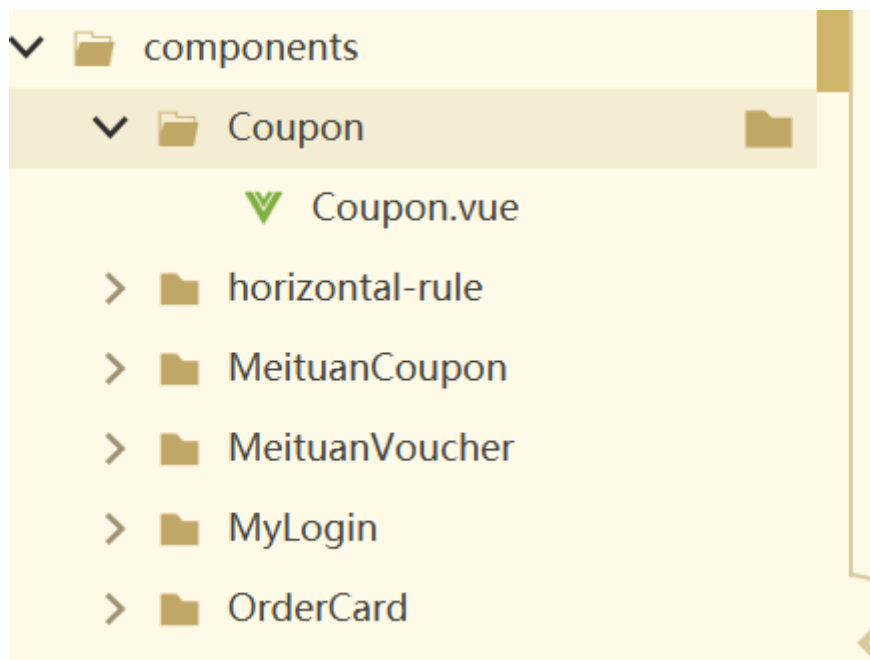 components
Coupon
Coupon.vue
horizontal-rule
MeituanCoupon
MeituanVoucher
MyLogin
OrderCard